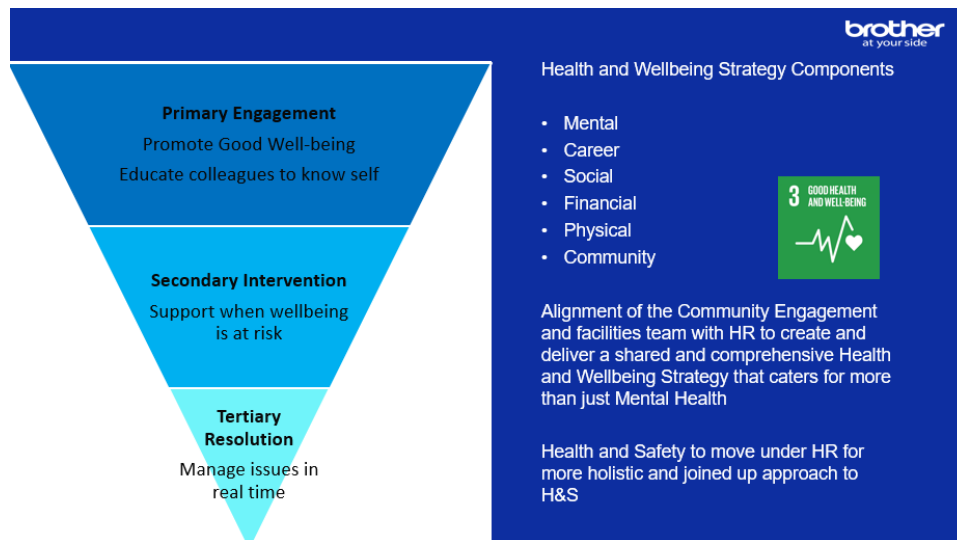 brother
at your side
Primary Engagement
Promote Good Well-being
Educate colleagues to know self
Secondary Intervention
Support when wellbeing
is at risk
Tertiary
Resolution
Manage issues in
real time
Health and Wellbeing Strategy Components
• Mental
• Career
• Social
• Financial
• Physical
• Community
3 GOOD HEALTH
AND WELL-BEING
Alignment of the Community Engagement
and facilities team with HR to create and
deliver a shared and comprehensive Health
and Wellbeing Strategy that caters for more
than just Mental Health
Health and Safety to move under HR for
more holistic and joined up approach to
H&S